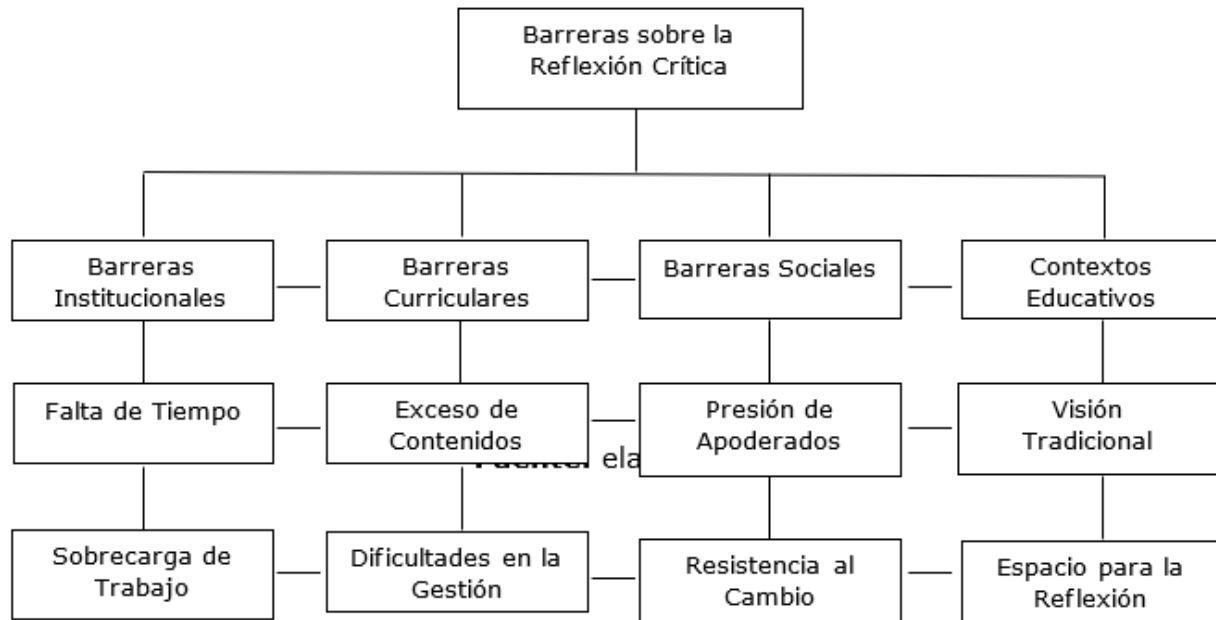 Barreras sobre la
Reflexión Crítica
Barreras
Institucionales
Barreras
Curriculares
Barreras Sociales
Contextos
Educativos
Falta de Tiempo
Exceso de
Contenidos
Presión de
Apoderados
Visión
Tradicional
Sobrecarga de
Trabajo
Dificultades en la
Gestión
Resistencia al
Cambio
Espacio para la
Reflexión